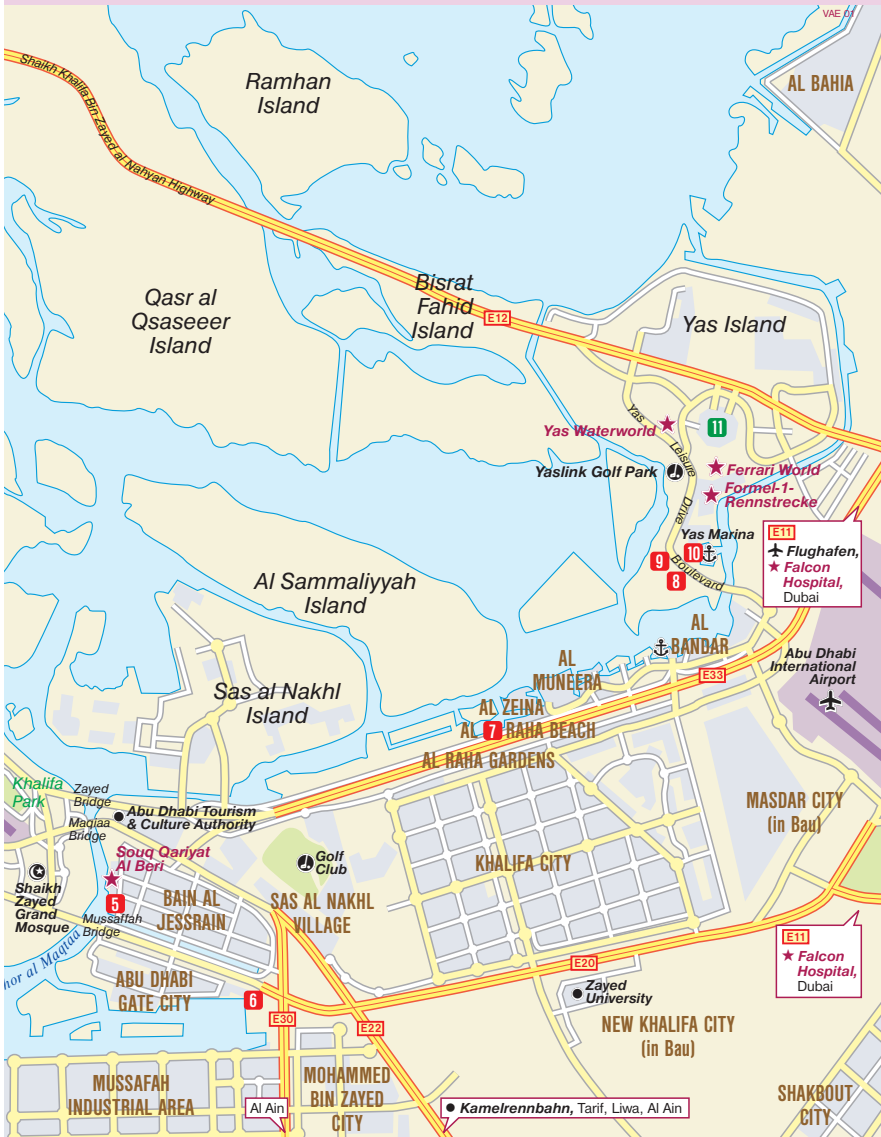 VAE 01
Ramhan
Island
AL BAHIA
Shaikh Khalifa Bin Zayed al Nahyan Highway
Qasr al
Qsaseeer
Island
Bisrat
Fahid
Island
E12
Yas Island
Yas Waterworld
11
Yas Leisure Drive
Yaslink Golf Park
Ferrari World
Formel-1-
Rennstrecke
Yas Marina
10
9
8
Boulevard
E11
Flughafen,
Falcon
Hospital,
Dubai
Al Sammaliyyah
Island
AL
BANDAR
AL
MUNEERA
Abu Dhabi
International
Airport
E33
Sas al Nakhl
Island
AL ZEINA
AL 7 RAHA BEACH
AL RAHA GARDENS
Khalifa
Park
Zayed
Bridge
Abu Dhabi Tourism
& Culture Authority
Maqtaa
Bridge
MASDAR CITY
(in Bau)
Souq Qariyat
Al Beri
Golf
Club
KHALIFA CITY
Shaikh
Zayed
Grand
Mosque
5
BAIN AL
JESSRAIN
SAS AL NAKHL
VILLAGE
Mussaffah
Bridge
hor al Maqtaa
E11
Falcon
Hospital,
Dubai
ABU DHABI
GATE CITY
E20
6
Zayed
University
E30
E22
NEW KHALIFA CITY
(in Bau)
MUSSAFAH
INDUSTRIAL AREA
MOHAMMED
BIN ZAYED
CITY
SHAKBOUT
CITY
Al Ain
Kamelrennbahn, Tarif, Liwa, Al Ain